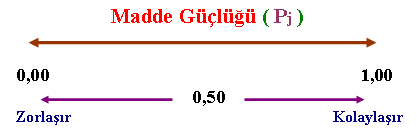 Madde Güçlüğü ( Pj )
0,00 1,00
0,50
Zorlaşır Kolaylaşır